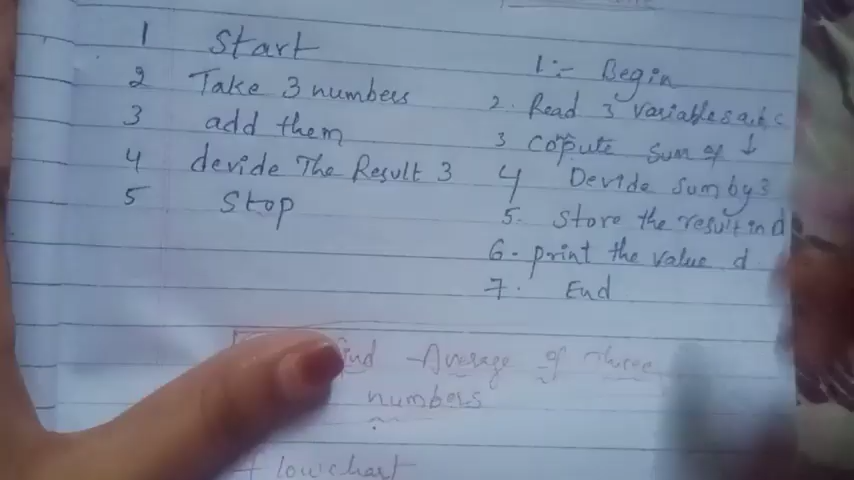 1 Start
2 Take 3 numbers
3 add them
4 devide The Result 3
5 Stop
1:- Begin
2. Read 3 variables a,b,c
3 Copute sum of ↓
4 Devide sum by 3
5. Store the result in d
6- print the value d
7. End
Average of Three
numbers
Flowchart